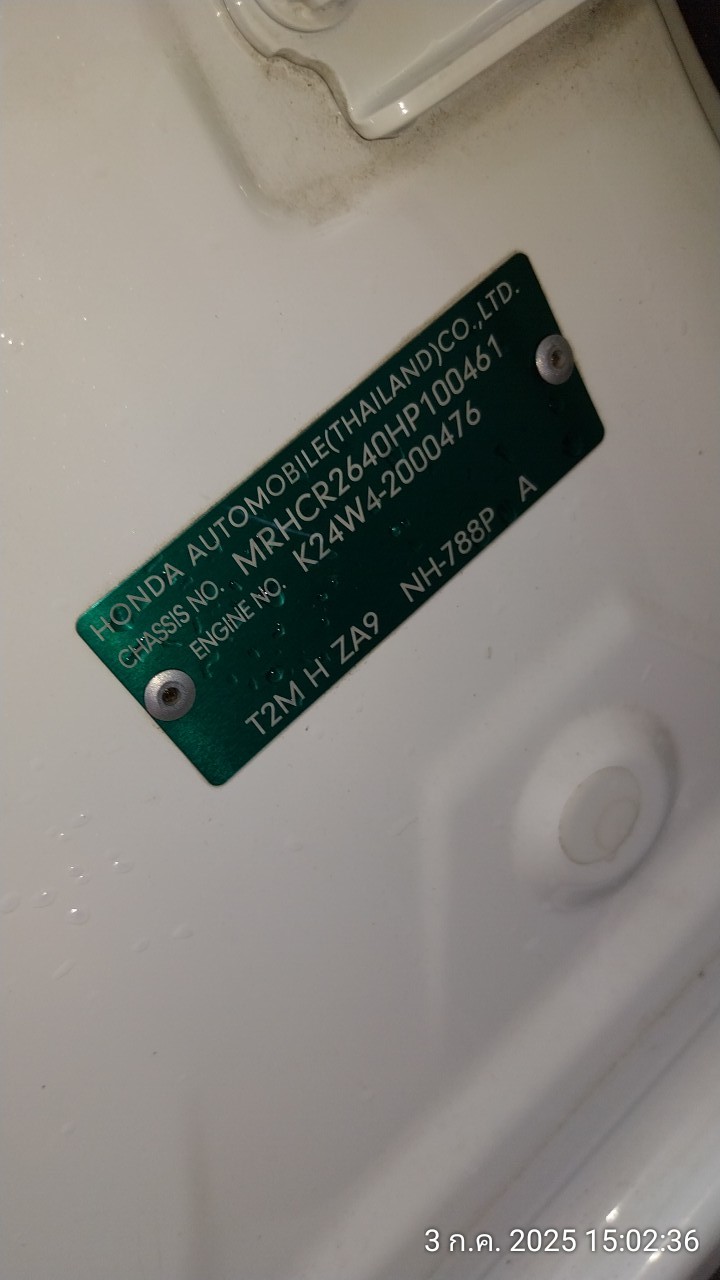 HONDA AUTOMOBILE(THAILAND)CO.,LTD.
CHASSIS NO. MRHCR2640HP100461
ENGINE NO. K24W4-2000476
T2M H ZA9 NH-788P A
3 ก.ค. 2025 15:02:36